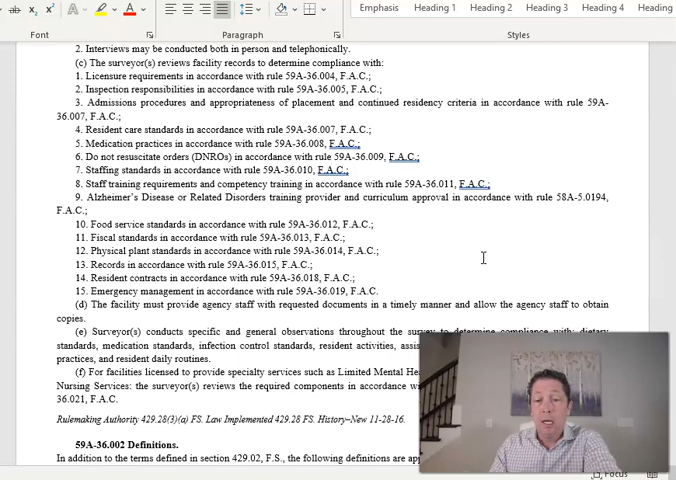 Emphasis Heading 1 Heading 2 Heading 3 Heading 4 Heading
Font Paragraph Styles
2. Interviews may be conducted both in person and telephonically.
(c) The surveyor(s) reviews facility records to determine compliance with:
1. Licensure requirements in accordance with rule 59A-36.004, F.A.C.;
2. Inspection responsibilities in accordance with rule 59A-36.005, F.A.C.;
3. Admissions procedures and appropriateness of placement and continued residency criteria in accordance with rule 59A-
36.007, F.A.C.;
4. Resident care standards in accordance with rule 59A-36.007, F.A.C.;
5. Medication practices in accordance with rule 59A-36.008, F.A.C.;
6. Do not resuscitate orders (DNROs) in accordance with rule 59A-36.009, F.A.C.;
7. Staffing standards in accordance with rule 59A-36.010, F.A.C.;
8. Staff training requirements and competency training in accordance with rule 59A-36.011, F.A.C.;
9. Alzheimer's Disease or Related Disorders training provider and curriculum approval in accordance with rule 58A-5.0194,
F.A.C.;
10. Food service standards in accordance with rule 59A-36.012, F.A.C.;
11. Fiscal standards in accordance with rule 59A-36.013, F.A.C.;
12. Physical plant standards in accordance with rule 59A-36.014, F.A.C.;
13. Records in accordance with rule 59A-36.015, F.A.C.;
14. Resident contracts in accordance with rule 59A-36.018, F.A.C.;
15. Emergency management in accordance with rule 59A-36.019, F.A.C.
(d) The facility must provide agency staff with requested documents in a timely manner and allow the agency staff to obtain
copies.
(e) Surveyor(s) conducts specific and general observations throughout the survey to determine compliance with: dietary
standards, medication standards, infection control standards, resident activities,
practices, and resident daily routines.
(f) For facilities licensed to provide specialty services such as Limited Mental
Nursing Services: the surveyor(s) reviews the required components in accordance
36.021, F.A.C.
Rulemaking Authority 429.28(3)(a) FS. Law Implemented 429.28 FS. History–New 11-28-16.
59A-36.002 Definitions.
In addition to the terms defined in section 429.02, F.S., the following definitions are
Focus